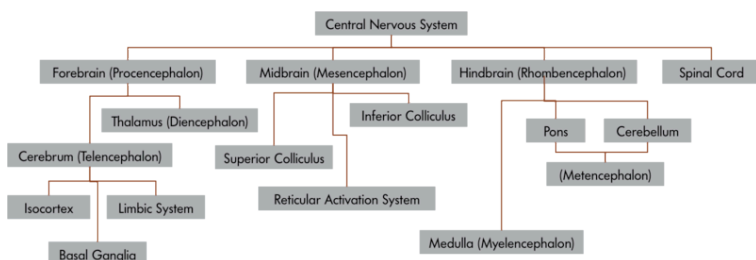 Central Nervous System
Forebrain (Procencephalon)
Midbrain (Mesencephalon)
Hindbrain (Rhombencephalon)
Spinal Cord
Thalamus (Diencephalon)
Inferior Colliculus
Pons
Cerebellum
Cerebrum (Telencephalon)
Superior Colliculus
(Metencephalon)
Isocortex
Limbic System
Reticular Activation System
Medulla (Myelencephalon)
Basal Ganglia